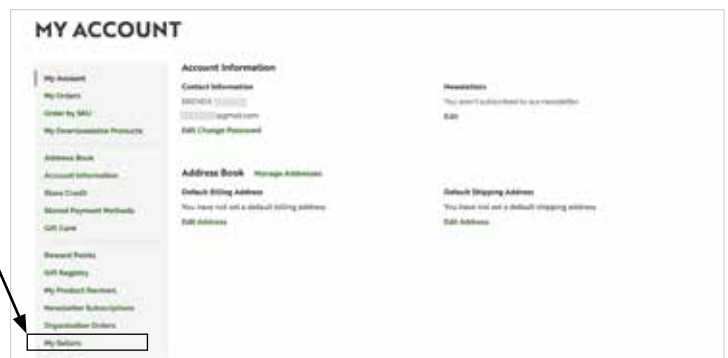 MY ACCOUNT
My Account
My Orders
Order by SKU
My Downloadable Products
Address Book
Account Information
Store Credit
Stored Payment Methods
Gift Card
Reward Points
Gift Registry
My Product Reviews
Newsletter Subscriptions
Organisation Orders
My Sellers
Account Information
Contact Information
BRENDA
@gmail.com
Edit Change Password
Newsletters
You aren't subscribed to our newsletter.
Edit
Address Book Manage Addresses
Default Billing Address
You have not set a default billing address.
Edit Address
Default Shipping Address
You have not set a default shipping address.
Edit Address